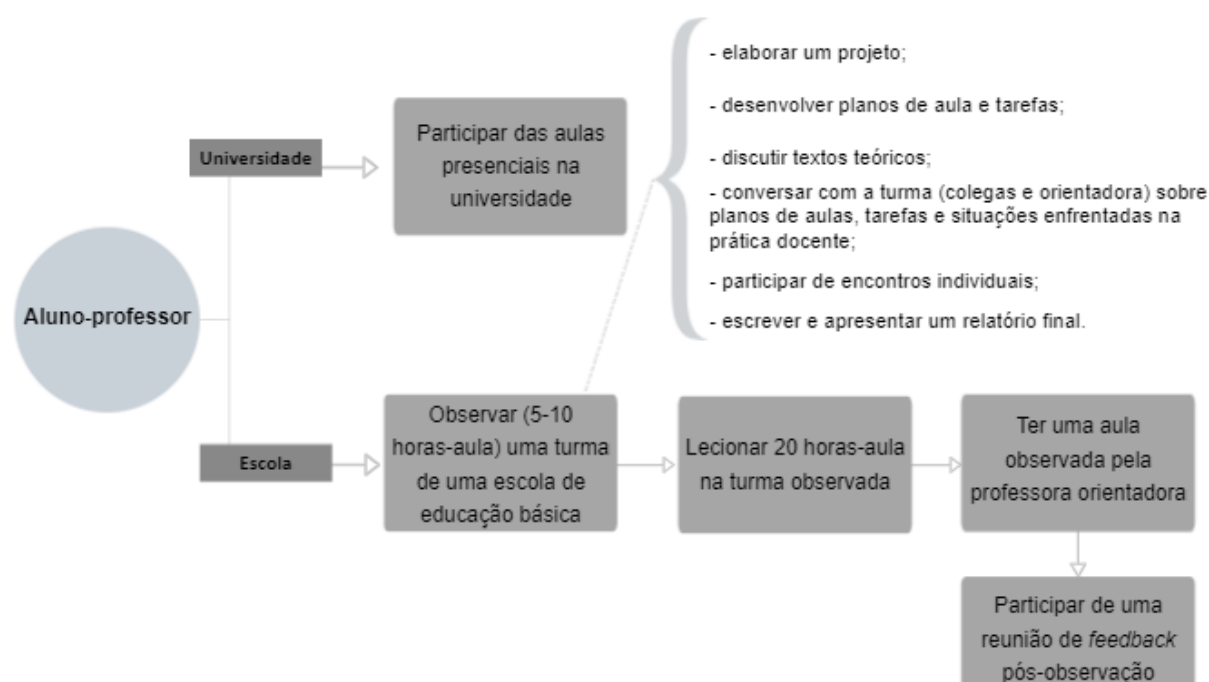 - elaborar um projeto;
- desenvolver planos de aula e tarefas;
- discutir textos teóricos;
- conversar com a turma (colegas e orientadora) sobre
planos de aulas, tarefas e situações enfrentadas na
prática docente;
- participar de encontros individuais;
- escrever e apresentar um relatório final.
Universidade
Participar das aulas
presenciais na
universidade
Aluno-professor
Escola
Observar (5-10
horas-aula) uma turma
de uma escola de
educação básica
Lecionar 20 horas-aula
na turma observada
Ter uma aula
observada pela
professora orientadora
Participar de uma
reunião de feedback
pós-observação